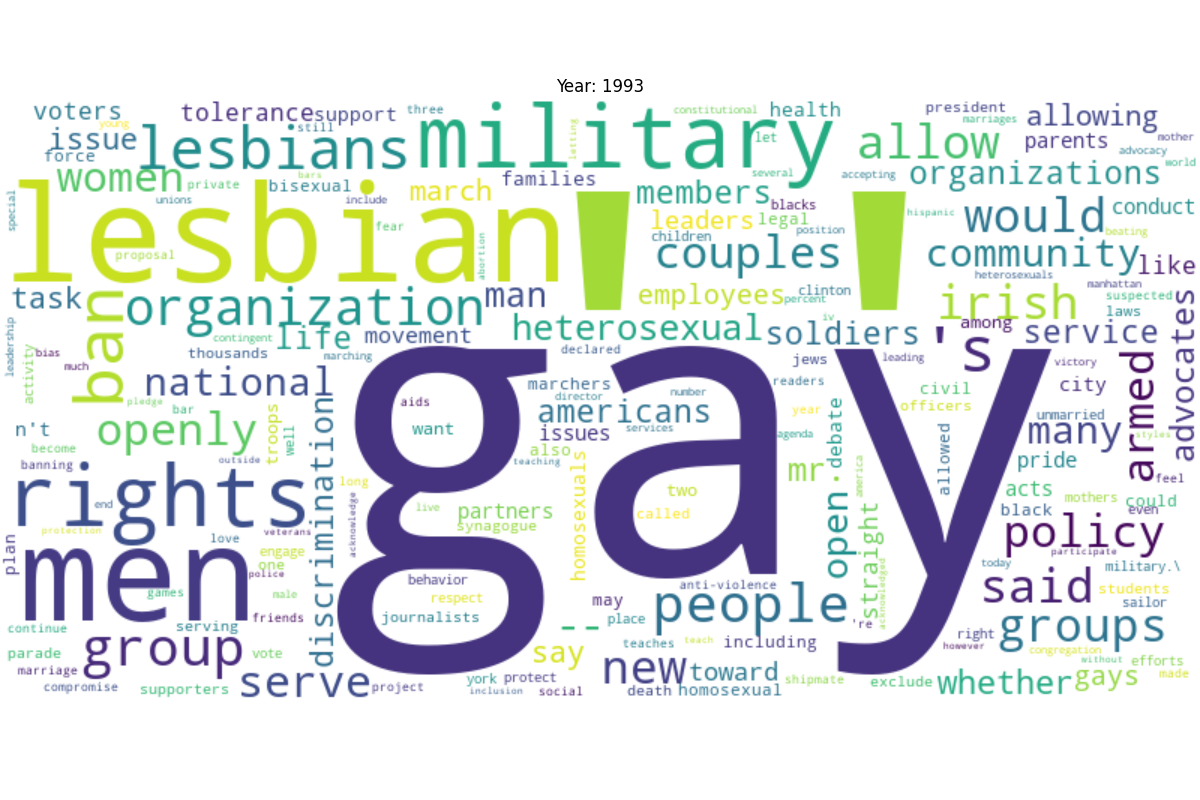 Year: 1993
voters
tolerance
support
three
military
constitutional
health
president
allowing
issue
young
still
lesbians
letting
let
allow
marriages
parents
mother
force
women
bars
private
bisexual
march
families
members
several
accepting
organizations
advocacy
world
special
lesbian
unions
include
fear
''
leaders
legal
blacks
position
hispanic
would
conduct
beating
proposal
abortion
children
couples
community
like
heterosexuals
manhattan
task
ban
organization
man
employees
percent
clinton
irish
suspected
laws
advocates
leadership
contingent
life
movement
heterosexual
iv
soldiers
's
among
service
bias
much
thousands
marching
declared
jews
leading
victory
activity
national
marchers
director
number
readers
civil
city
armed
pledge
bar
aids
gay
americans
services
year
officers
unmarried
n't
openly
troops
well
discrimination
want
issues
agenda
debate
allowed
many
styles
become
also
teaching
mr.
america
pride
banning
outside
homosexuals
feel
rights
end
long
live
two
called
open
straight
acts
mothers
could
even
black
acknowledge
partners
synagogue
policy
participate
protection
veterans
love
plan
men
engage
one
police
behavior
anti-violence
acknowledged
today
military.\
games
male
respect
may
people
said
students
sailor
friends
journalists
place
're
continue
serving
--
groups
group
vote
teaches
teach
including
right
however
congregation
parade
marriage
say
new
toward
without
efforts
compromise
supporters
serve
project
york
protect
inclusion
social
death
homosexual
shipmate
exclude
whether
gays
made